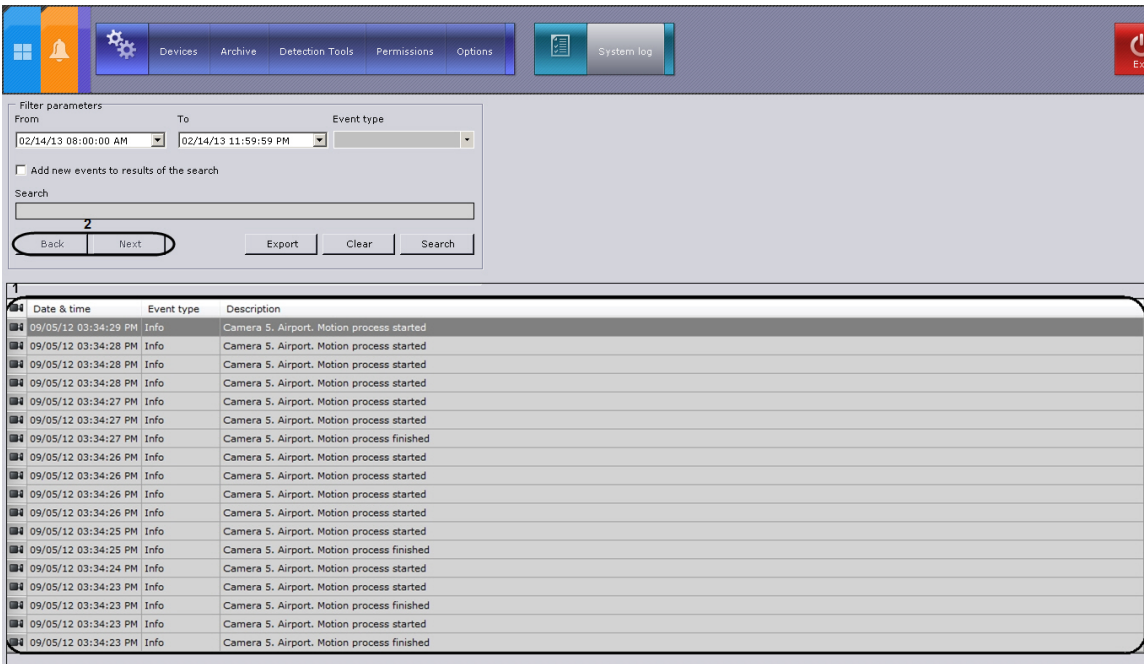 Devices Archive Detection Tools Permissions Options System log
Filter parameters
From To Event type
02/14/13 08:00:00 AM 02/14/13 11:59:59 PM
Add new events to results of the search
Search
2
Back Next Export Clear Search
1
Date & time Event type Description
09/05/12 03:34:29 PM Info Camera 5. Airport. Motion process started
09/05/12 03:34:28 PM Info Camera 5. Airport. Motion process started
09/05/12 03:34:28 PM Info Camera 5. Airport. Motion process started
09/05/12 03:34:28 PM Info Camera 5. Airport. Motion process started
09/05/12 03:34:27 PM Info Camera 5. Airport. Motion process started
09/05/12 03:34:27 PM Info Camera 5. Airport. Motion process started
09/05/12 03:34:27 PM Info Camera 5. Airport. Motion process finished
09/05/12 03:34:26 PM Info Camera 5. Airport. Motion process started
09/05/12 03:34:26 PM Info Camera 5. Airport. Motion process started
09/05/12 03:34:26 PM Info Camera 5. Airport. Motion process started
09/05/12 03:34:26 PM Info Camera 5. Airport. Motion process started
09/05/12 03:34:25 PM Info Camera 5. Airport. Motion process started
09/05/12 03:34:25 PM Info Camera 5. Airport. Motion process finished
09/05/12 03:34:24 PM Info Camera 5. Airport. Motion process started
09/05/12 03:34:23 PM Info Camera 5. Airport. Motion process started
09/05/12 03:34:23 PM Info Camera 5. Airport. Motion process finished
09/05/12 03:34:23 PM Info Camera 5. Airport. Motion process started
09/05/12 03:34:23 PM Info Camera 5. Airport. Motion process finished